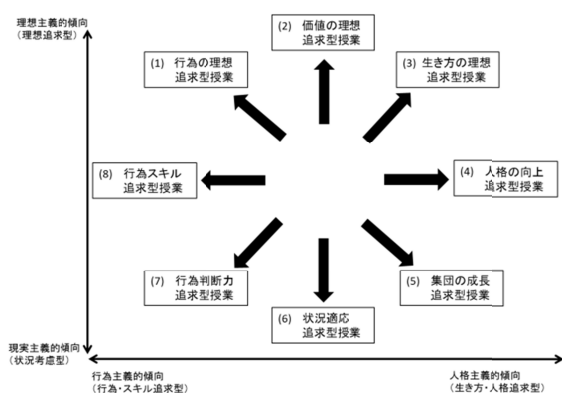 理想主義的傾向
(理想追求型)
(1) 行為の理想
追求型授業
(2) 価値の理想
追求型授業
(3) 生き方の理想
追求型授業
(8) 行為スキル
追求型授業
(4) 人格の向上
追求型授業
(7) 行為判断力
追求型授業
(6) 状況適応
追求型授業
(5) 集団の成長
追求型授業
現実主義的傾向
(状況考慮型)
行為主義的傾向
(行為・スキル追求型)
人格主義的傾向
(生き方・人格追求型)